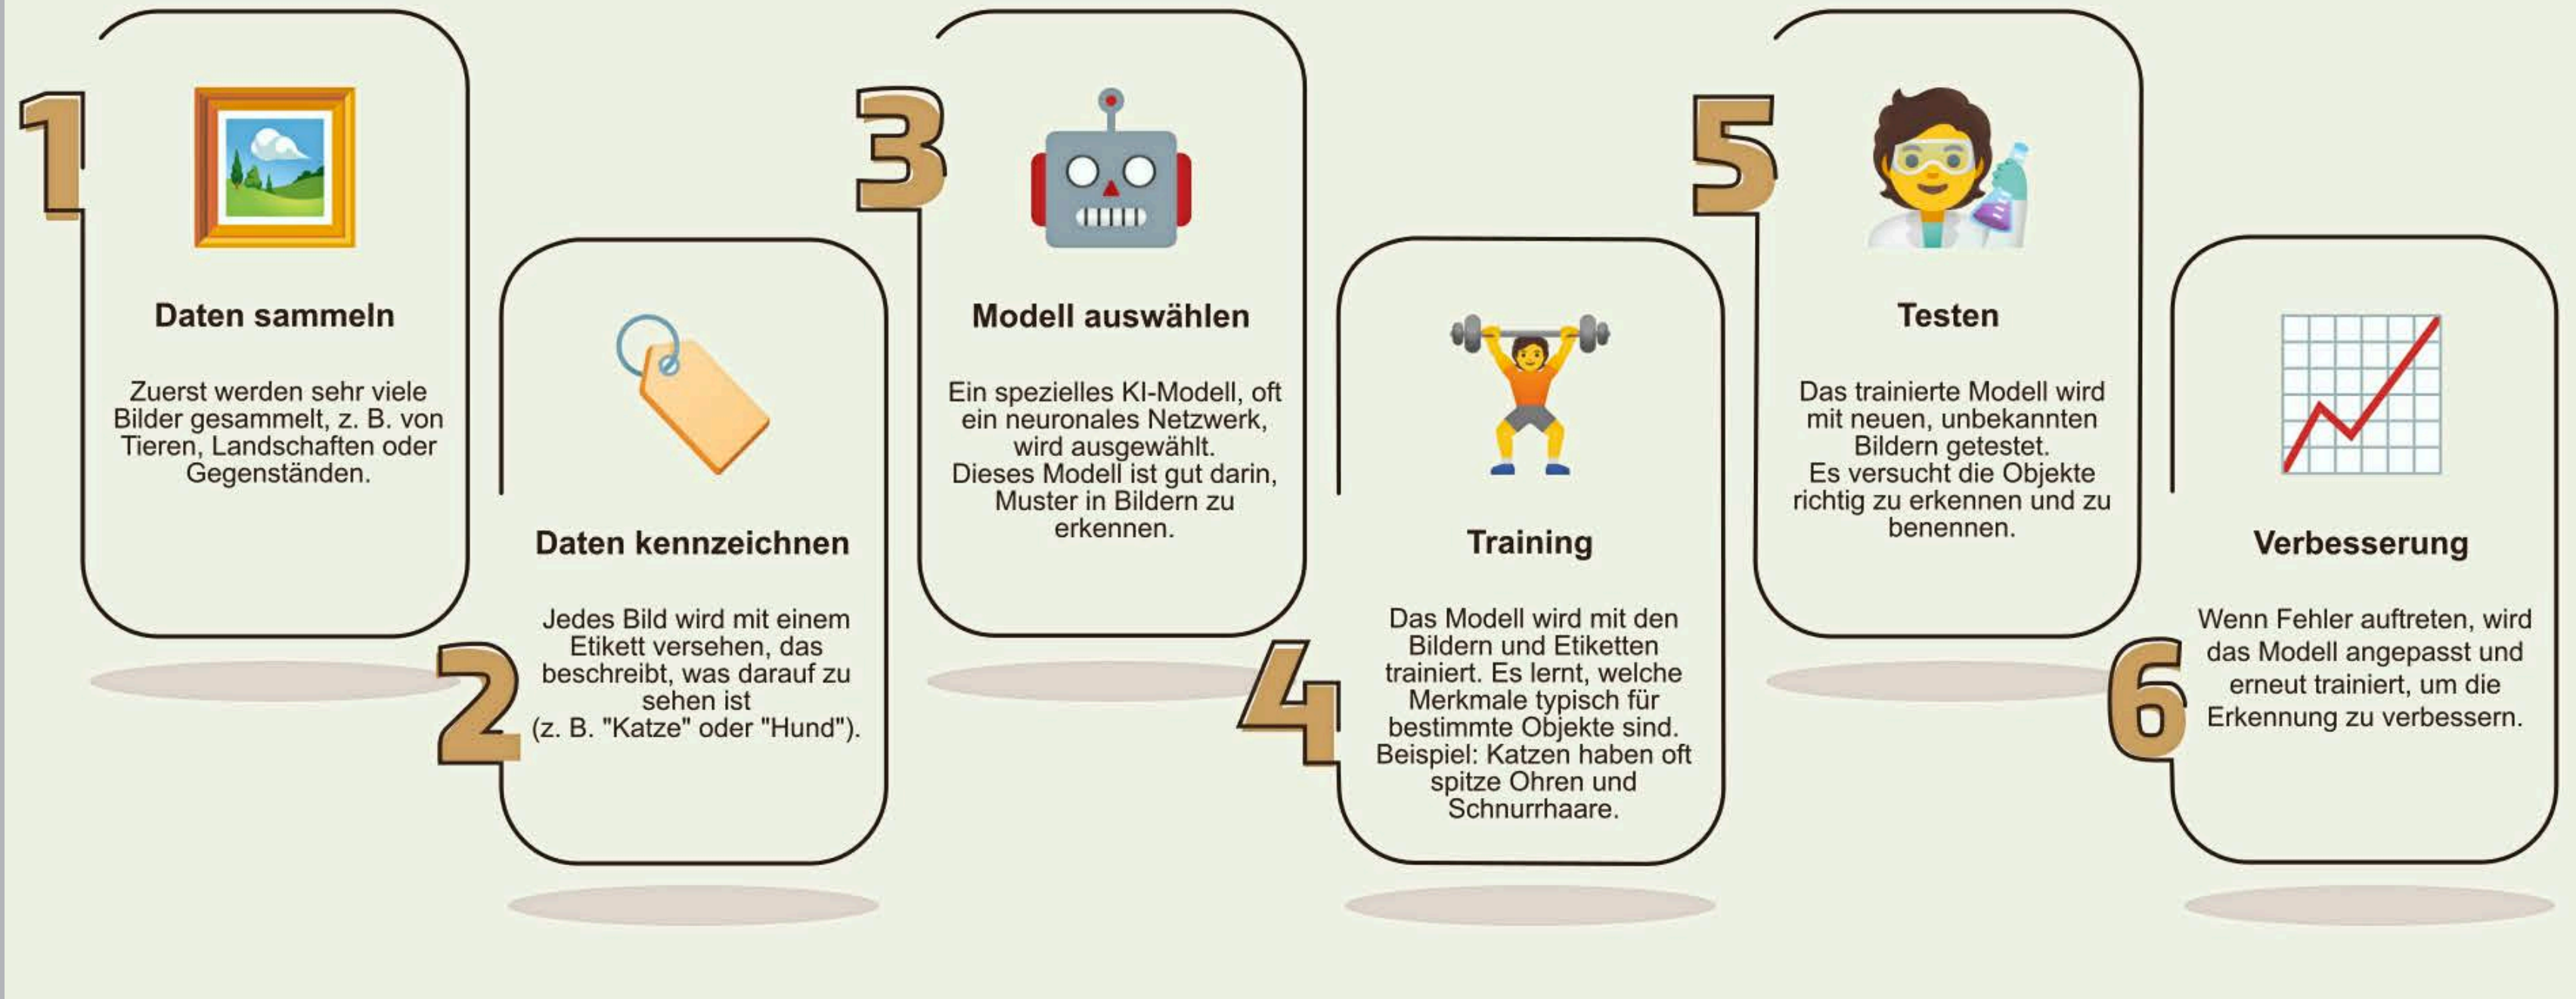 1
Daten sammeln
Zuerst werden sehr viele
Bilder gesammelt, z. B. von
Tieren, Landschaften oder
Gegenständen.
2
Daten kennzeichnen
Jedes Bild wird mit einem
Etikett versehen, das
beschreibt, was darauf zu
sehen ist
(z. B. "Katze" oder "Hund").
3
Modell auswählen
Ein spezielles KI-Modell, oft
ein neuronales Netzwerk,
wird ausgewählt.
Dieses Modell ist gut darin,
Muster in Bildern zu
erkennen.
4
Training
Das Modell wird mit den
Bildern und Etiketten
trainiert. Es lernt, welche
Merkmale typisch für
bestimmte Objekte sind.
Beispiel: Katzen haben oft
spitze Ohren und
Schnurrhaare.
5
Testen
Das trainierte Modell wird
mit neuen, unbekannten
Bildern getestet.
Es versucht die Objekte
richtig zu erkennen und zu
benennen.
6
Verbesserung
Wenn Fehler auftreten, wird
das Modell angepasst und
erneut trainiert, um die
Erkennung zu verbessern.